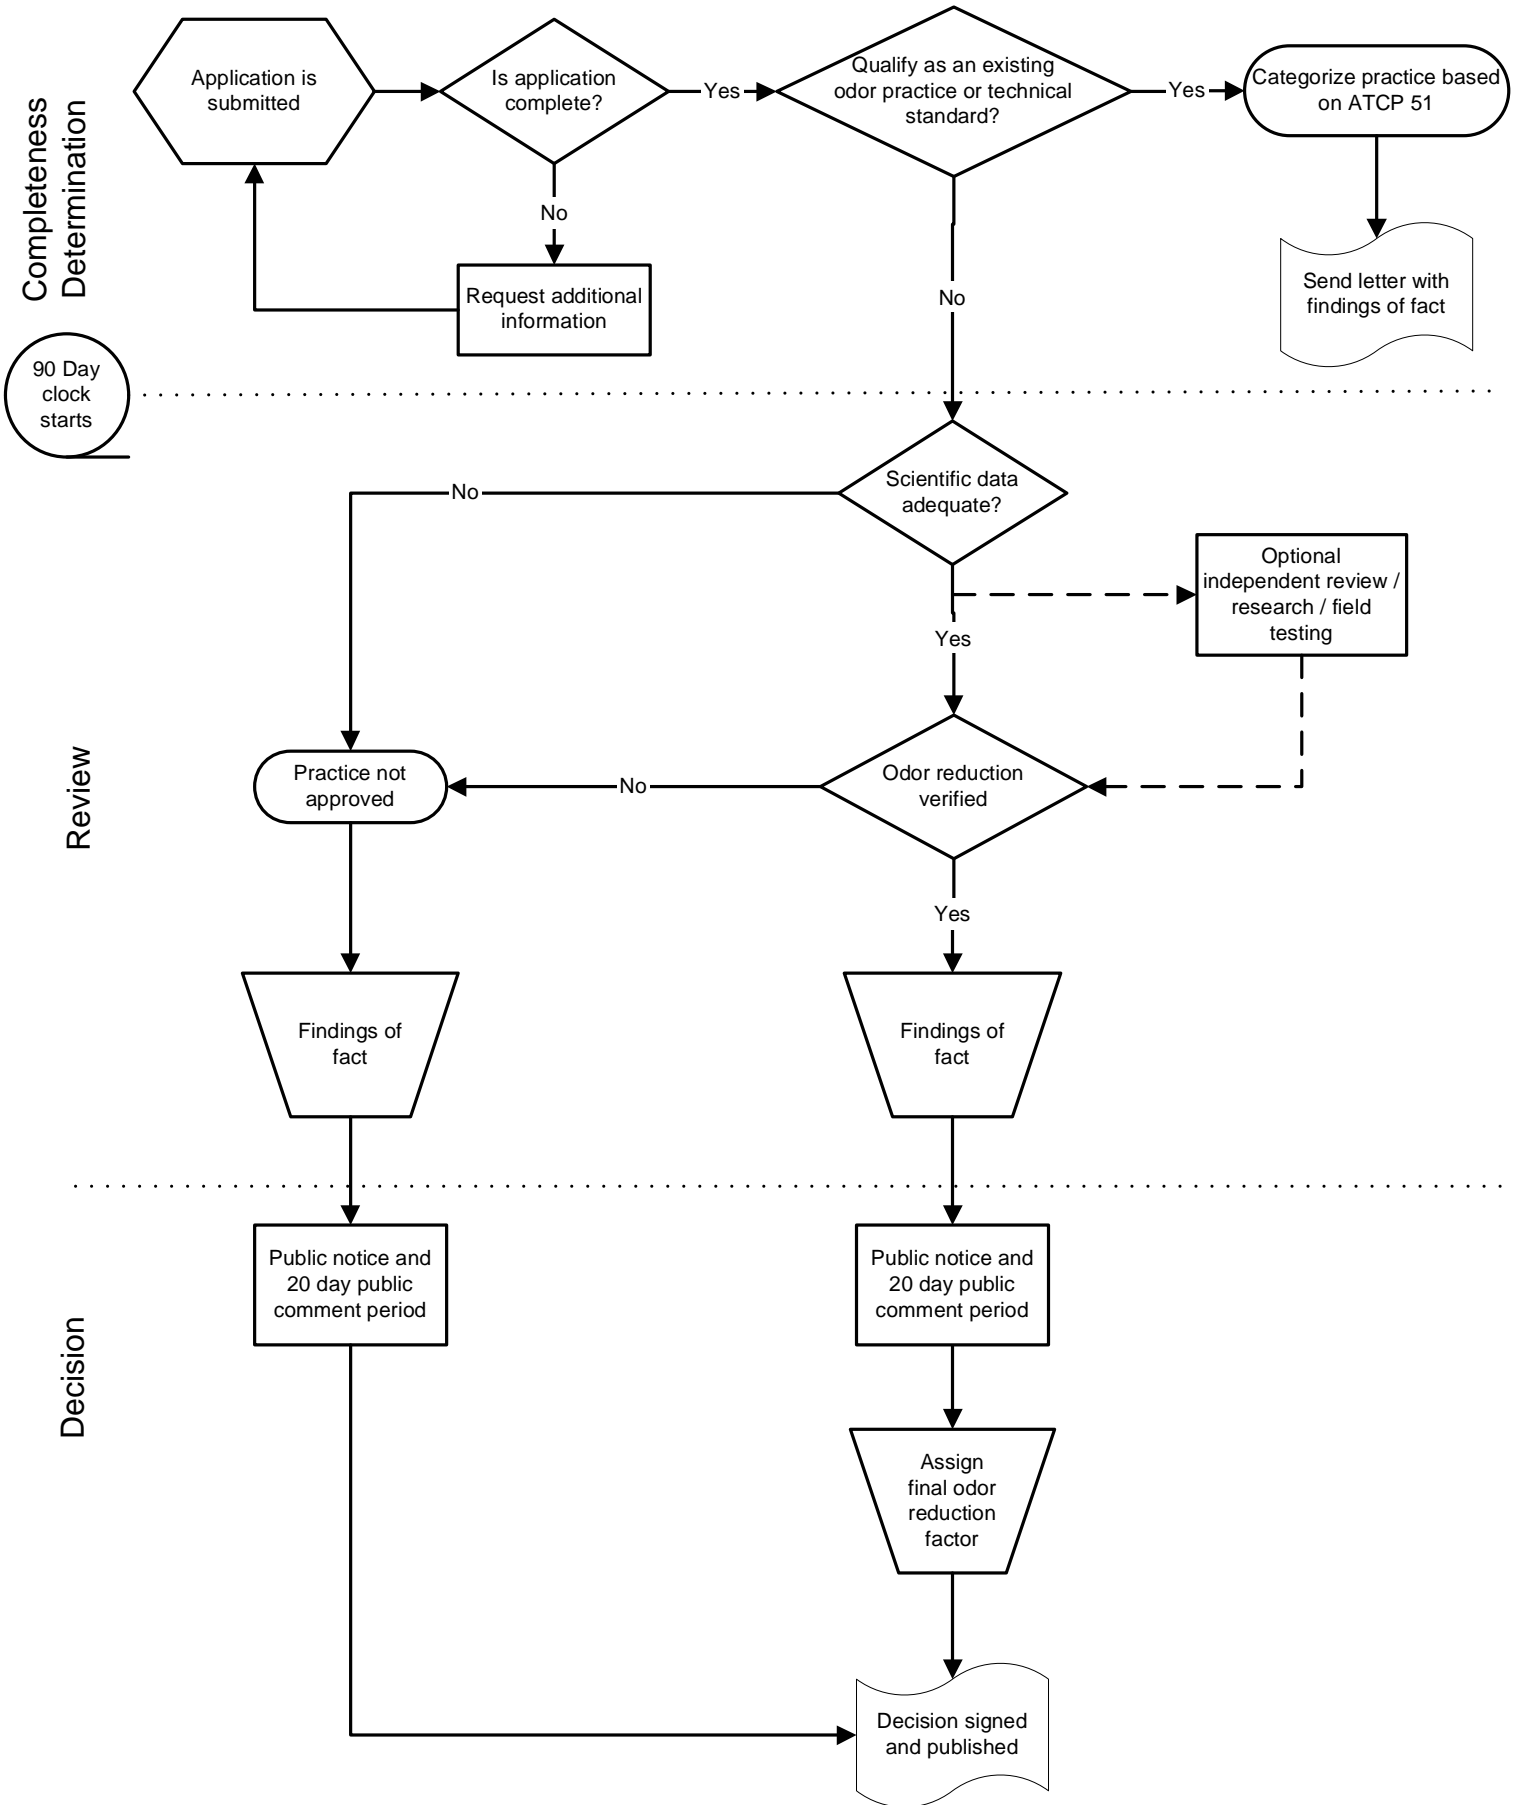 Completeness
Determination
Application is
submitted
Is application
complete?
Yes
Qualify as an existing
odor practice or technical
standard?
Yes
Categorize practice based
on ATCP 51
No
Request additional
information
No
Send letter with
findings of fact
90 Day
clock
starts
Review
Scientific data
adequate?
No
Optional
independent review /
research / field
testing
Yes
Practice not
approved
No
Odor reduction
verified
Yes
Findings of
fact
Findings of
fact
Decision
Public notice and
20 day public
comment period
Public notice and
20 day public
comment period
Assign
final odor
reduction
factor
Decision signed
and published